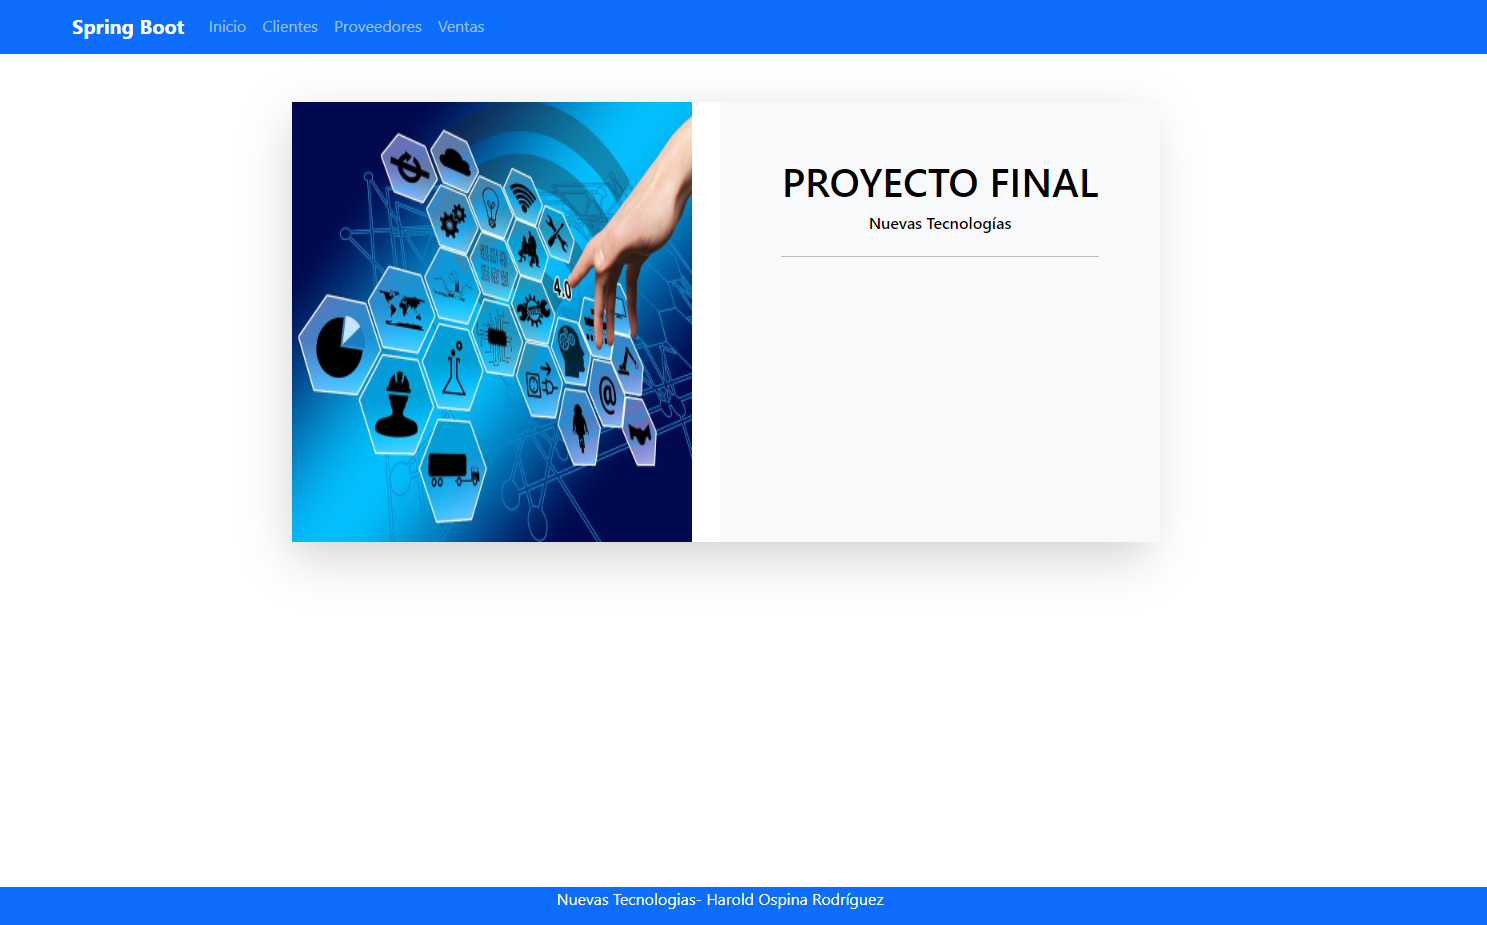 Spring Boot Inicio Clientes Proveedores Ventas
PROYECTO FINAL
Nuevas Tecnologías
4.0
@
Nuevas Tecnologias- Harold Ospina Rodríguez